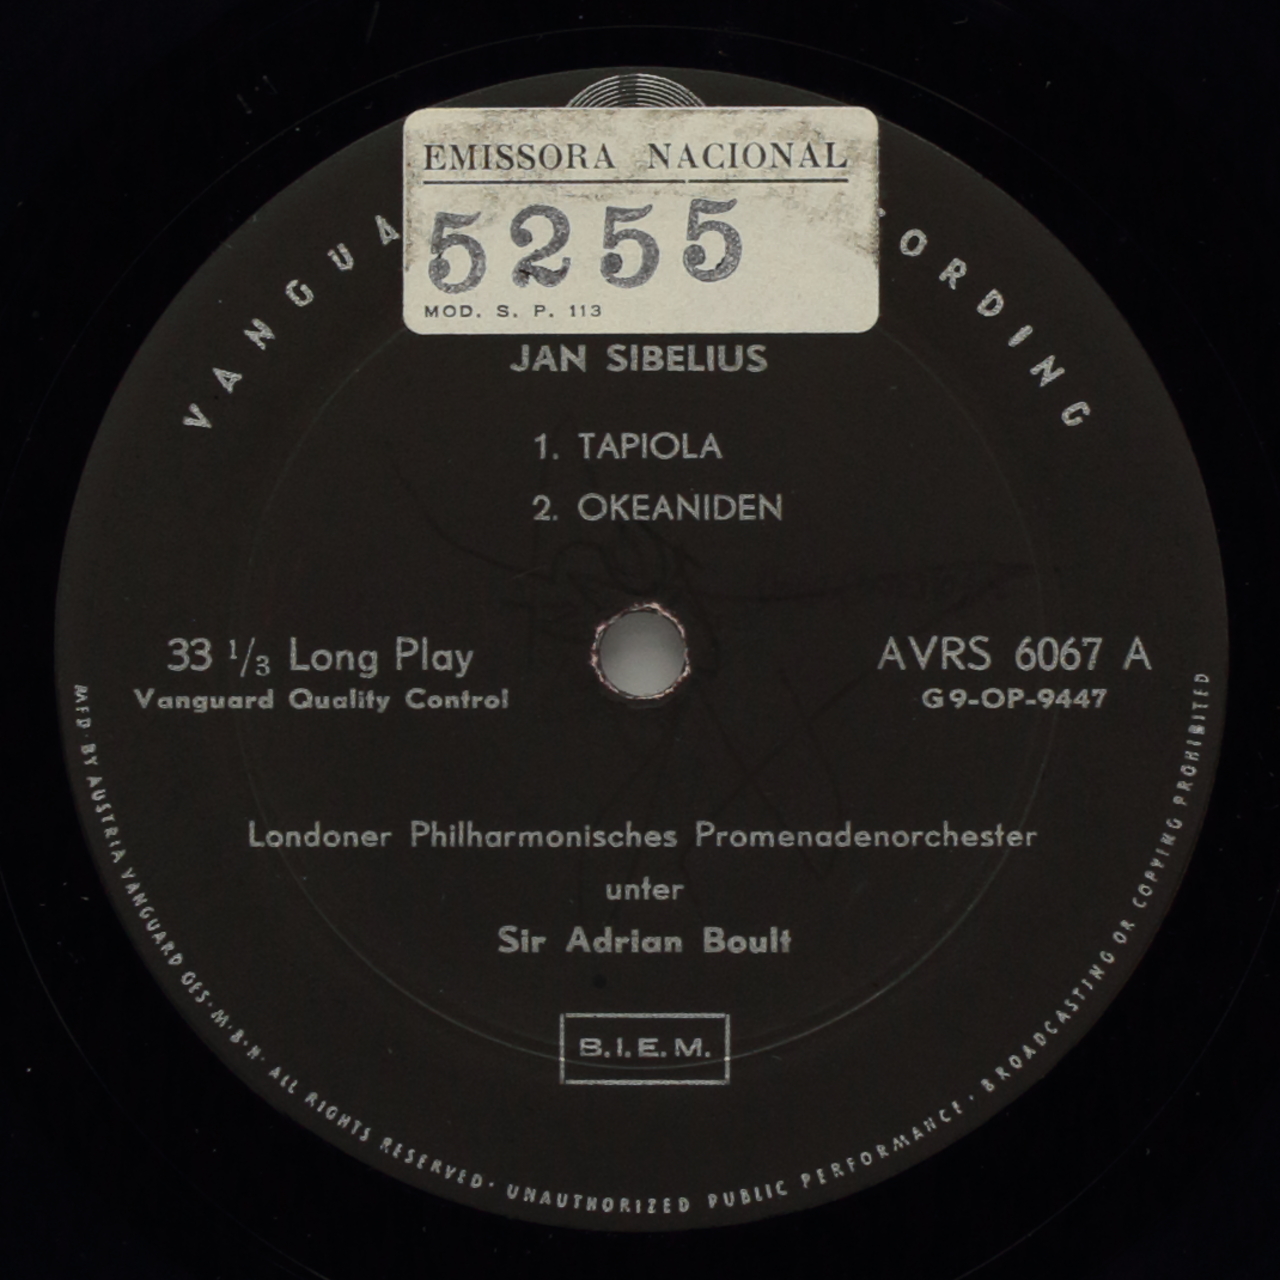 EMISSORA NACIONAL
5255
MOD. S. P. 113
JAN SIBELIUS
1. TAPIOLA
2. OKEANIDEN
33 1/3 Long Play
Vanguard Quality Control
AVRS 6067 A
G9-OP-9447
Londoner Philharmonisches Promenadenorchester
unter
Sir Adrian Boult
B.I.E.M.
MFD·BY AUSTRIA VANGUARD GES·M·B·H· ALL RIGHTS RESERVED· UNAUTHORIZED PUBLIC PERFORMANCE· BROADCASTING OR COPYING PROHIBITED